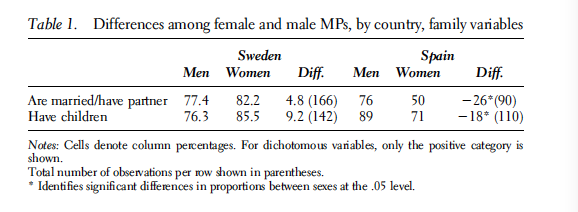 Table 1. Differences among female and male MPs, by country, family variables
Sweden Spain
Men Women Diff. Men Women Diff.
Are married/have partner 77.4 82.2 4.8 (166) 76 50 −26*(90)
Have children 76.3 85.5 9.2 (142) 89 71 −18* (110)
Notes: Cells denote column percentages. For dichotomous variables, only the positive category is
shown.
Total number of observations per row shown in parentheses.
* Identifies significant differences in proportions between sexes at the .05 level.